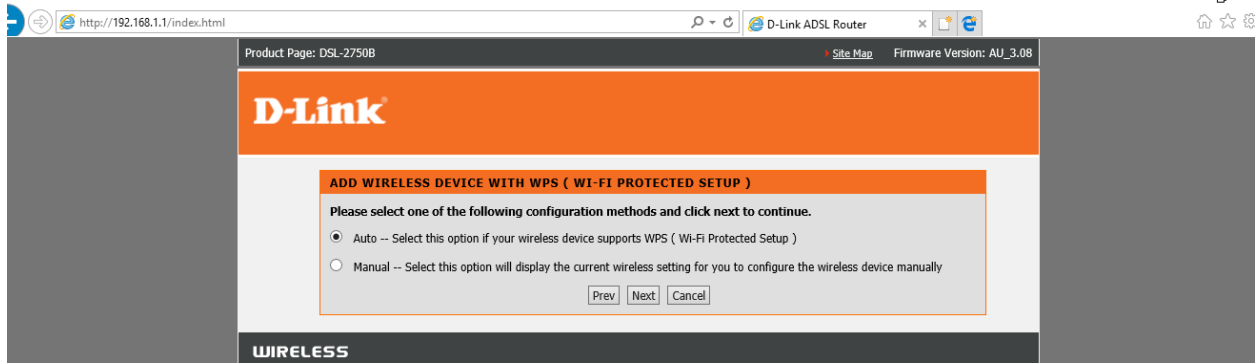 http://192.168.1.1/index.html
D-Link ADSL Router
Product Page: DSL-2750B
Site Map
Firmware Version: AU_3.08
D-Link
ADD WIRELESS DEVICE WITH WPS ( WI-FI PROTECTED SETUP )
Please select one of the following configuration methods and click next to continue.
Auto -- Select this option if your wireless device supports WPS ( Wi-Fi Protected Setup )
Manual -- Select this option will display the current wireless setting for you to configure the wireless device manually
Prev Next Cancel
WIRELESS